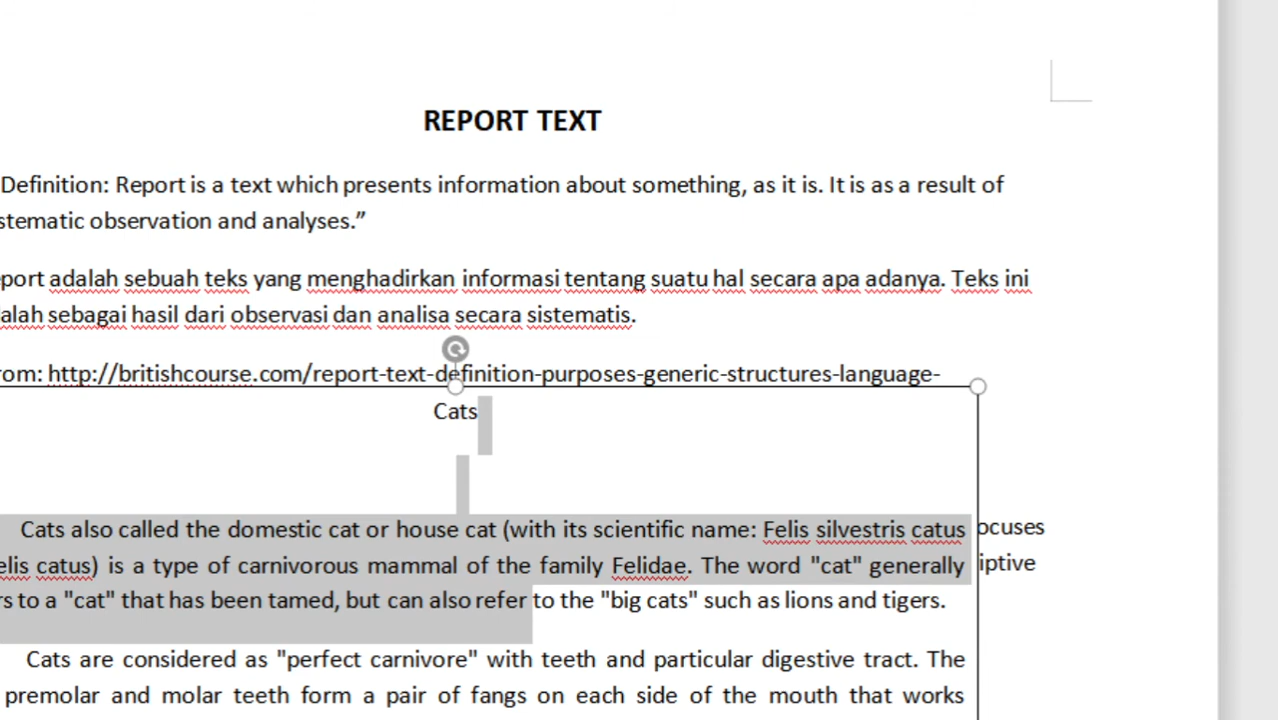 REPORT TEXT
Definition: Report is a text which presents information about something, as it is. It is as a result of
stematic observation and analyses.”
port adalah sebuah teks yang menghadirkan informasi tentang suatu hal secara apa adanya. Teks ini
alah sebagai hasil dari observasi dan analisa secara sistematis.
rom: http://britishcourse.com/report-text-definition-purposes-generic-structures-language-
Cats
Cats also called the domestic cat or house cat (with its scientific name: Felis silvestris catus
ocuses
elis catus) is a type of carnivorous mammal of the family Felidae. The word "cat" generally
iptive
rs to a "cat" that has been tamed, but can also refer to the "big cats" such as lions and tigers.
Cats are considered as "perfect carnivore" with teeth and particular digestive tract. The
premolar and molar teeth form a pair of fangs on each side of the mouth that works